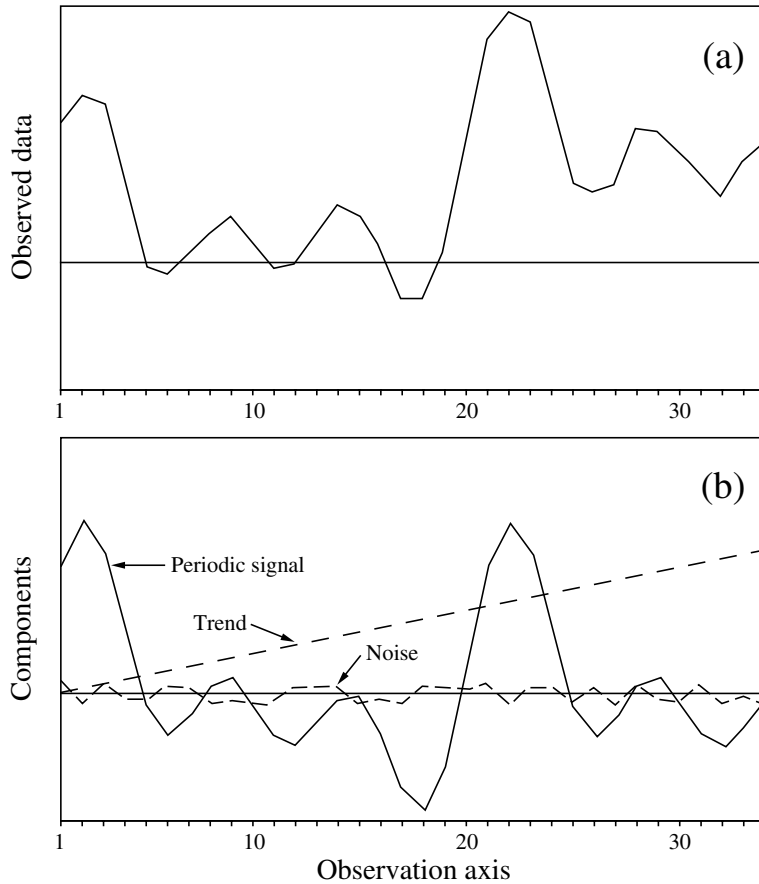 (a)
Observed data
1 10 20 30
(b)
Periodic signal
Trend
Noise
Components
1 10 20 30
Observation axis